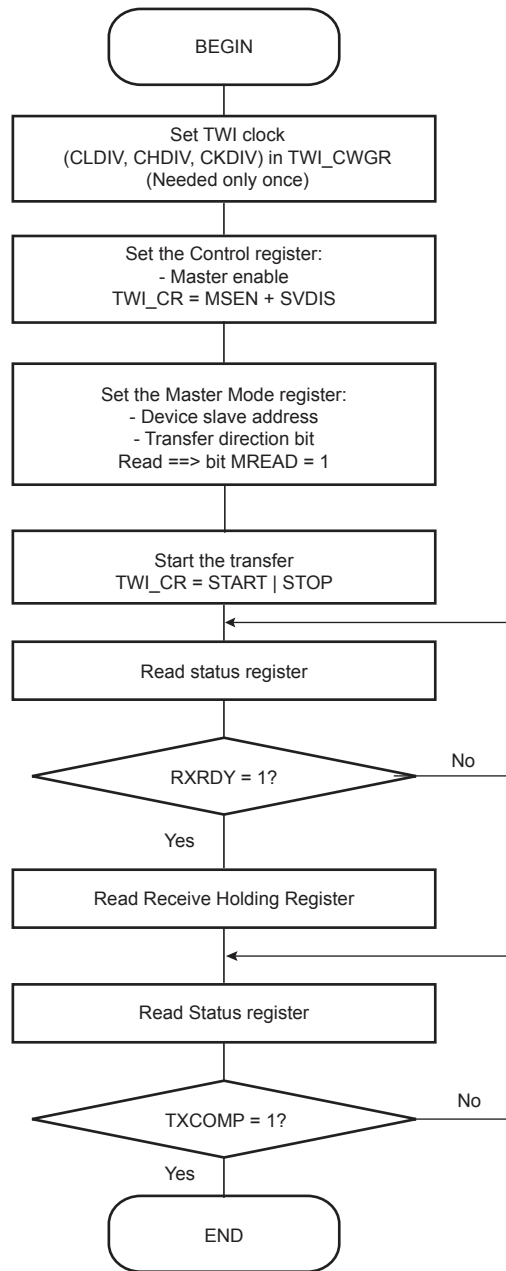 BEGIN
Set TWI clock
(CLDIV, CHDIV, CKDIV) in TWI_CWGR
(Needed only once)
Set the Control register:
- Master enable
TWI_CR = MSEN + SVDIS
Set the Master Mode register:
- Device slave address
- Transfer direction bit
Read ==> bit MREAD = 1
Start the transfer
TWI_CR = START | STOP
Read status register
RXRDY = 1?
No
Yes
Read Receive Holding Register
Read Status register
TXCOMP = 1?
No
Yes
END